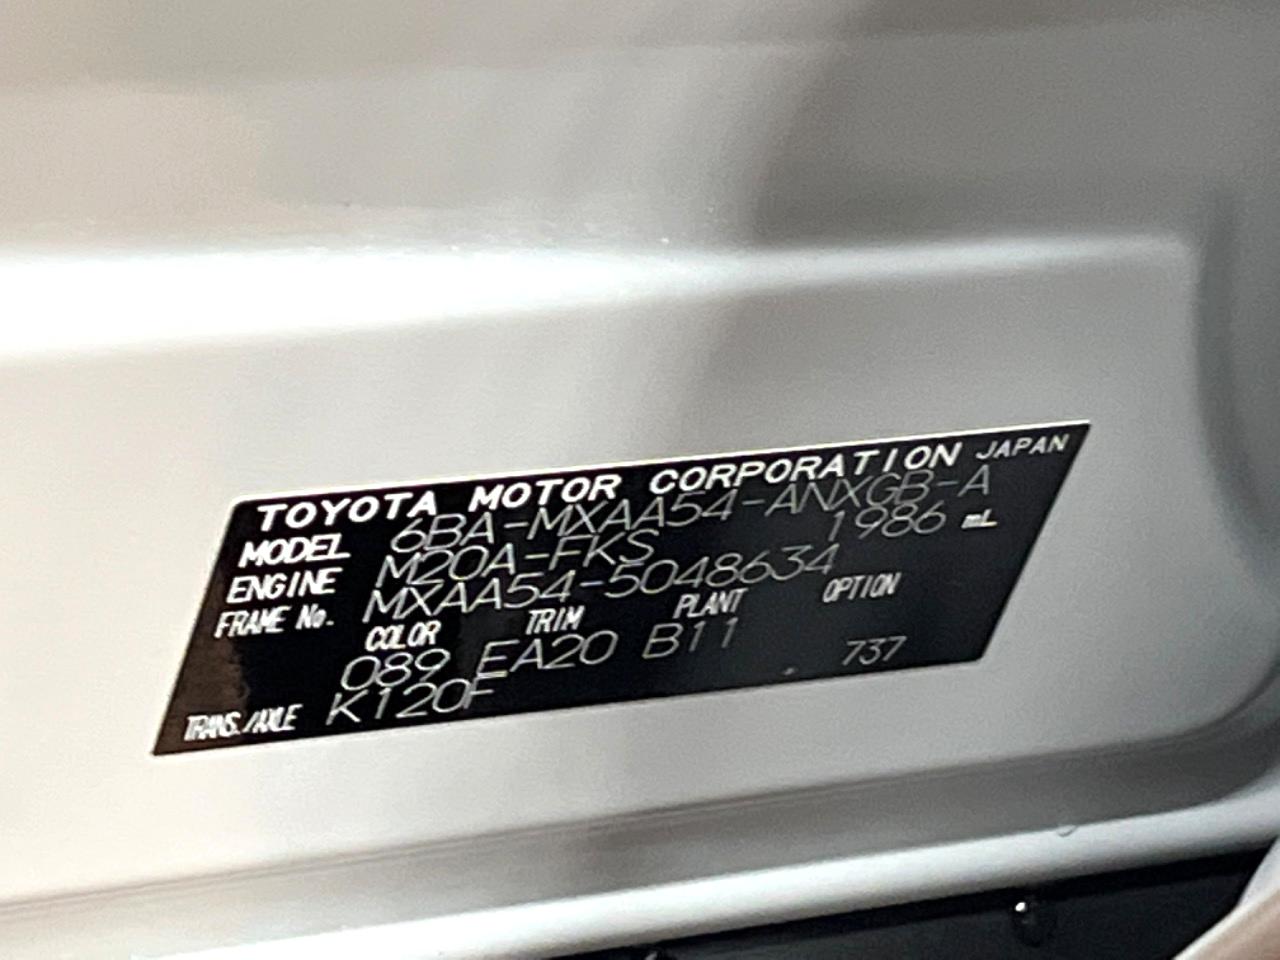 TOYOTA MOTOR CORPORATION JAPAN
MODEL 6BA-MXAA54-ANXGB-A
ENGINE M20A-FKS 1986 mL
FRAME No. MXAA54-5048634
COLOR TRIM PLANT OPTION
089 EA20 B11 737
TRANS./AXLE K120F